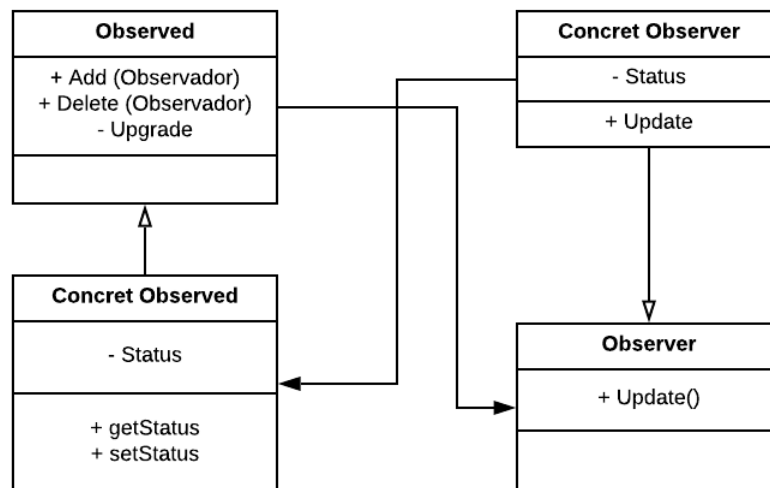 Observed
+ Add (Observador)
+ Delete (Observador)
- Upgrade
Concret Observer
- Status
+ Update
Concret Observed
- Status
+ getStatus
+ setStatus
Observer
+ Update()